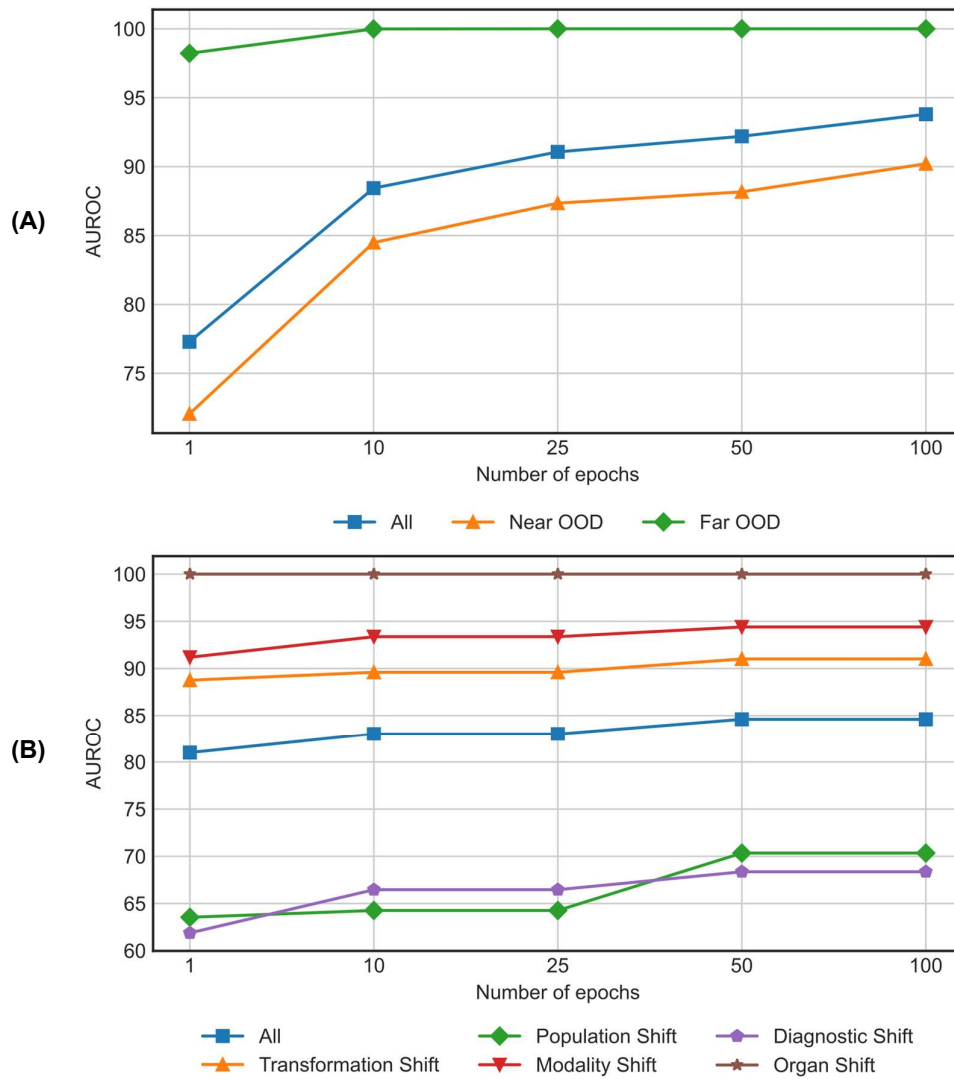 (A)
AUROC
100
95
90
85
80
75
1 10 25 50 100
Number of epochs
All Near OOD Far OOD
(B)
AUROC
100
95
90
85
80
75
70
65
60
1 10 25 50 100
Number of epochs
All Population Shift Diagnostic Shift
Transformation Shift Modality Shift Organ Shift